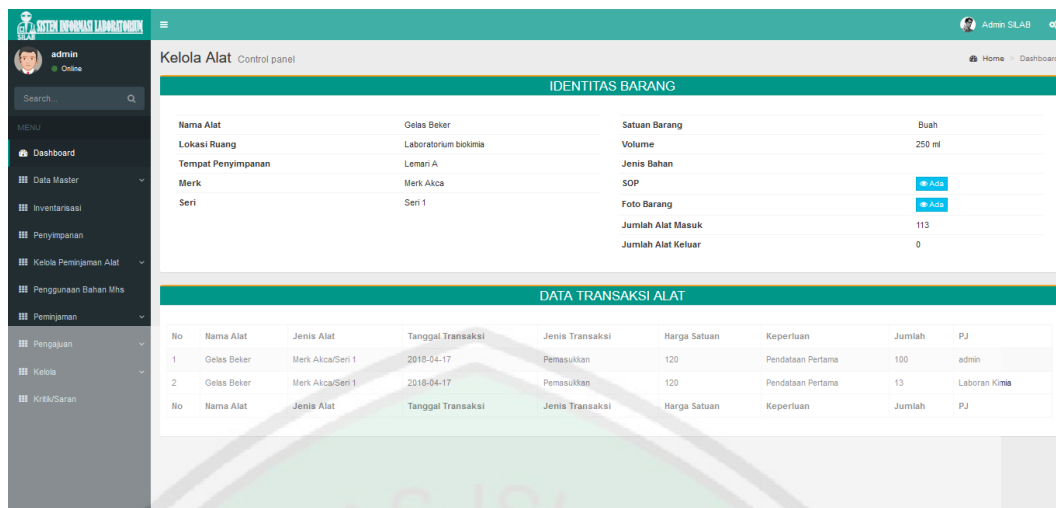 SISTEM INFORMASI LABORATORIUM
SILAB
Admin SILAB
admin
Online
Search...
MENU
Dashboard
Data Master
Inventarisasi
Penyimpanan
Kelola Peminjaman Alat
Penggunaan Bahan Mhs
Peminjaman
Pengajuan
Kelola
Kritik/Saran
Kelola Alat Control panel
Home > Dashboard
IDENTITAS BARANG
Nama Alat Gelas Beker Satuan Barang Buah
Lokasi Ruang Laboratorium biokimia Volume 250 ml
Tempat Penyimpanan Lemari A Jenis Bahan
Merk Merk Akca SOP Ada
Seri Seri 1 Foto Barang Ada
Jumlah Alat Masuk 113
Jumlah Alat Keluar 0
DATA TRANSAKSI ALAT
No Nama Alat Jenis Alat Tanggal Transaksi Jenis Transaksi Harga Satuan Keperluan Jumlah PJ
1 Gelas Beker Merk Akca/Seri 1 2018-04-17 Pemasukkan 120 Pendataan Pertama 100 admin
2 Gelas Beker Merk Akca/Seri 1 2018-04-17 Pemasukkan 120 Pendataan Pertama 13 Laboran Kimia
No Nama Alat Jenis Alat Tanggal Transaksi Jenis Transaksi Harga Satuan Keperluan Jumlah PJ